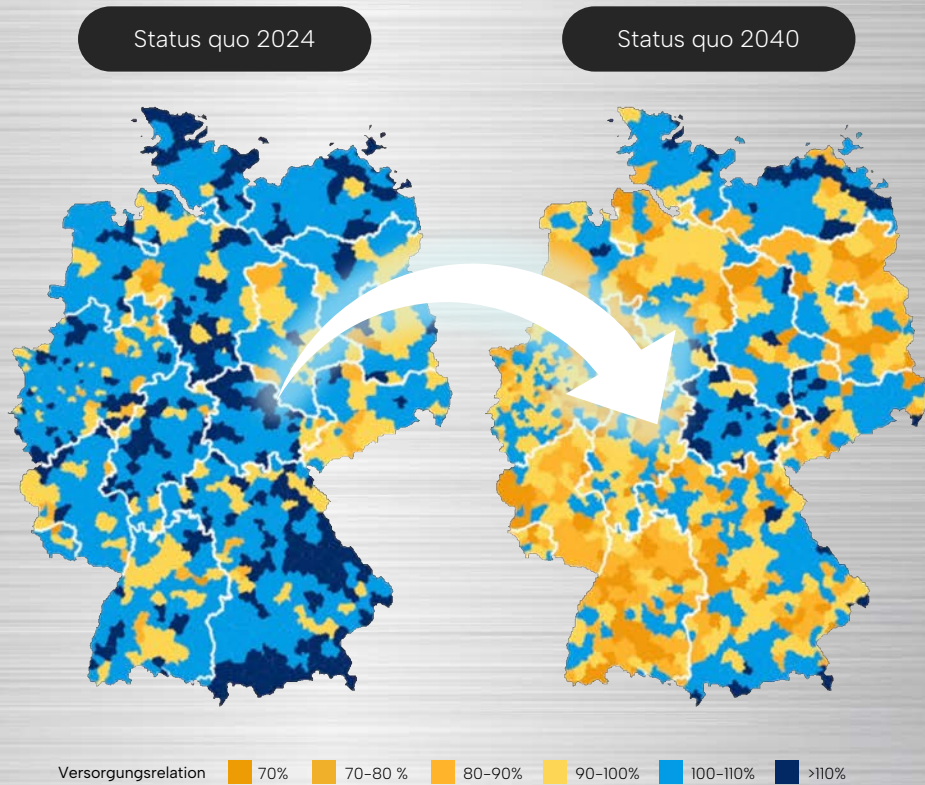 Status quo 2024
Status quo 2040
Versorgungsrelation 70% 70-80 % 80-90% 90-100% 100-110% >110%